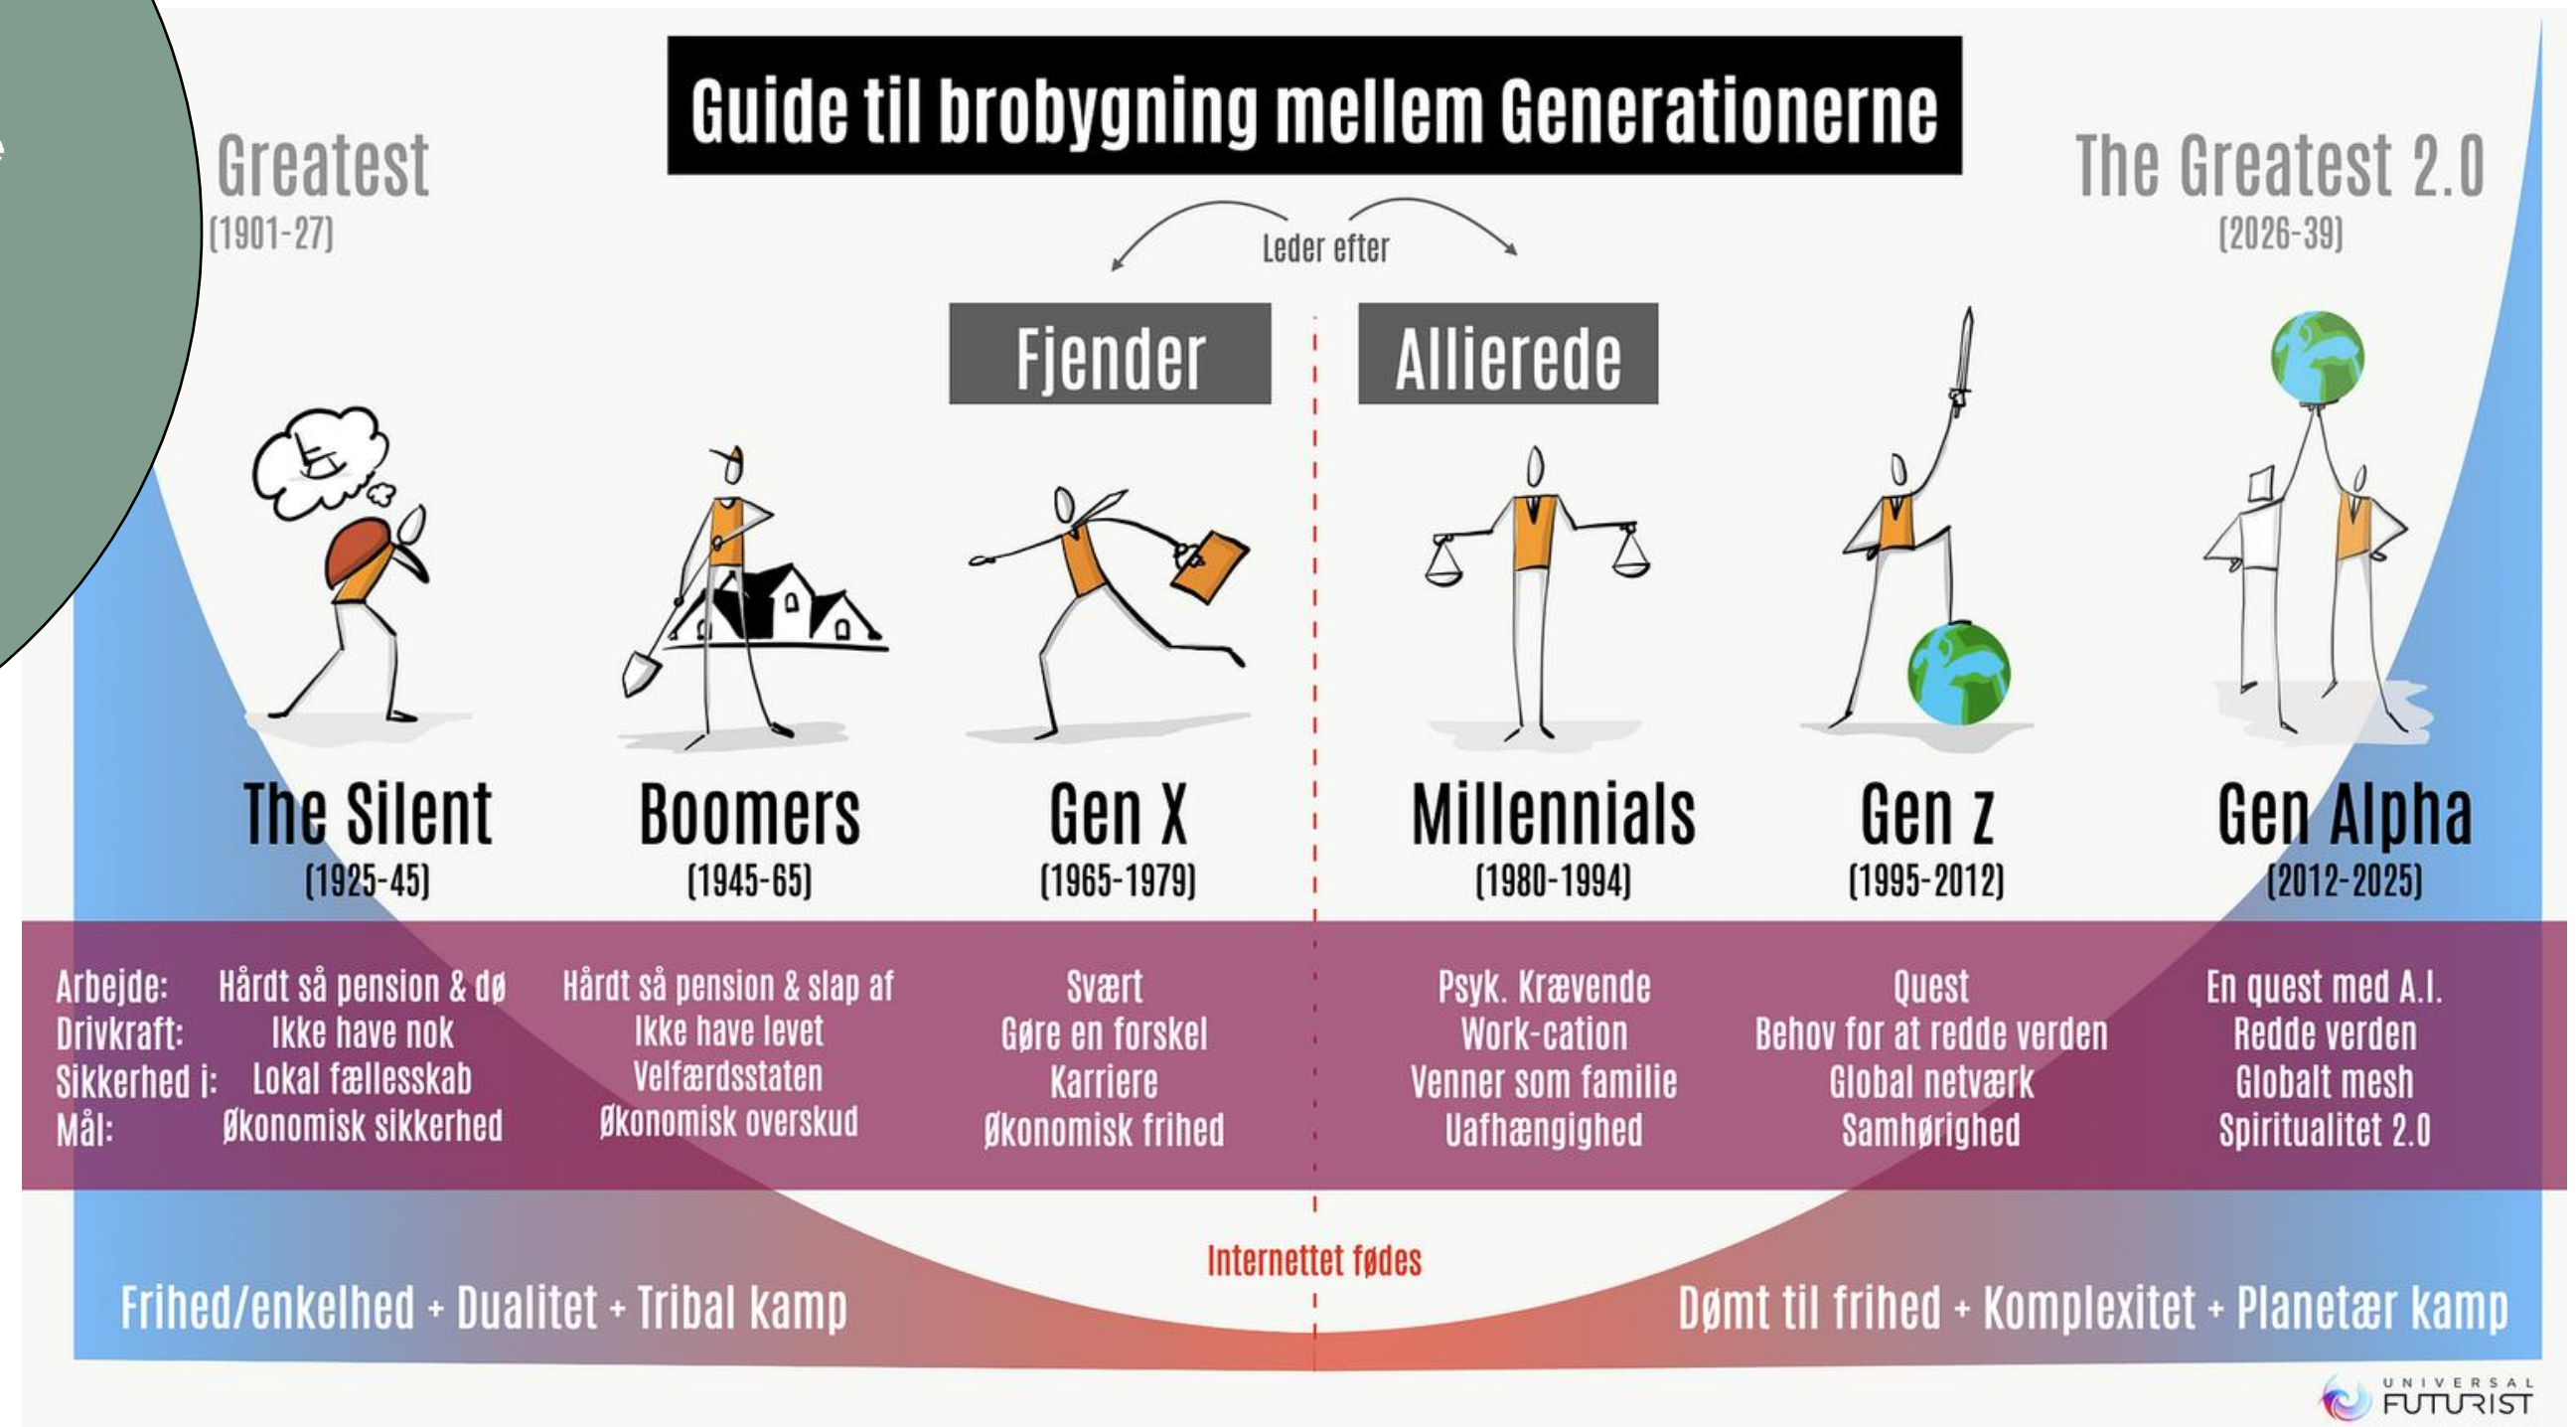 Guide til brobygning mellem Generationerne
Greatest
(1901-27)
The Greatest 2.0
(2026-39)
Leder efter
Fjender
Allierede
The Silent
(1925-45)
Boomers
(1945-65)
Gen X
(1965-1979)
Millennials
(1980-1994)
Gen z
(1995-2012)
Gen Alpha
(2012-2025)
Arbejde: Hårdt så pension & dø Hårdt så pension & slap af Svært Psyk. Krævende Quest En quest med A.I.
Drivkraft: Ikke have nok Ikke have levet Gøre en forskel Work-cation Behov for at redde verden Redde verden
Sikkerhed i: Lokal fællesskab Velfærdsstaten Karriere Venner som familie Global netværk Globalt mesh
Mål: Økonomisk sikkerhed Økonomisk overskud Økonomisk frihed Uafhængighed Samhørighed Spiritualitet 2.0
Internettet fødes
Frihed/enkelhed + Dualitet + Tribal kamp
Dømt til frihed + Komplexitet + Planetær kamp
UNIVERSAL
FUTURIST